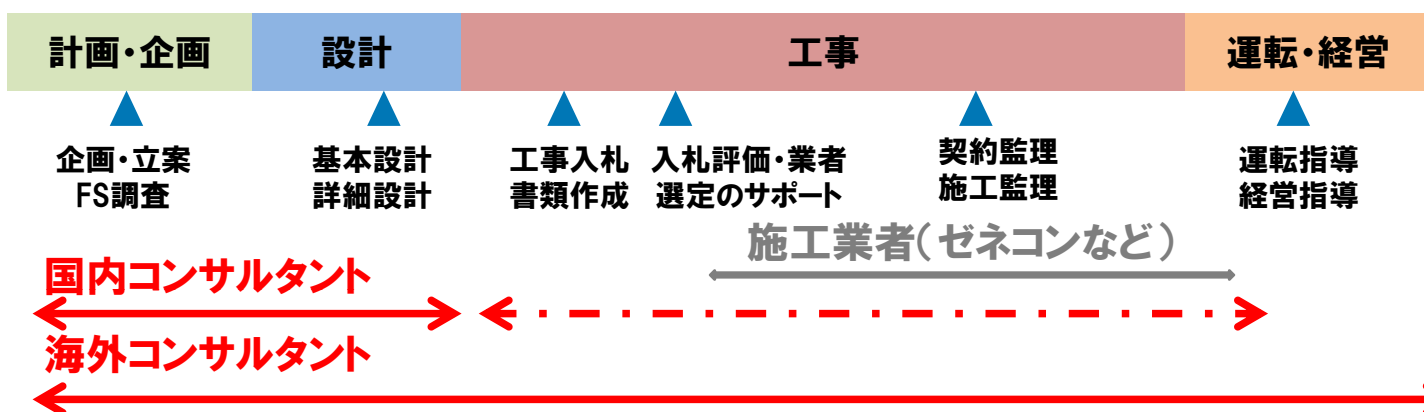 計画・企画
設計
工事
運転・経営
企画・立案
FS調査
基本設計
詳細設計
工事入札
書類作成
入札評価・業者
選定のサポート
契約監理
施工監理
運転指導
経営指導
施工業者(ゼネコンなど)
国内コンサルタント
海外コンサルタント